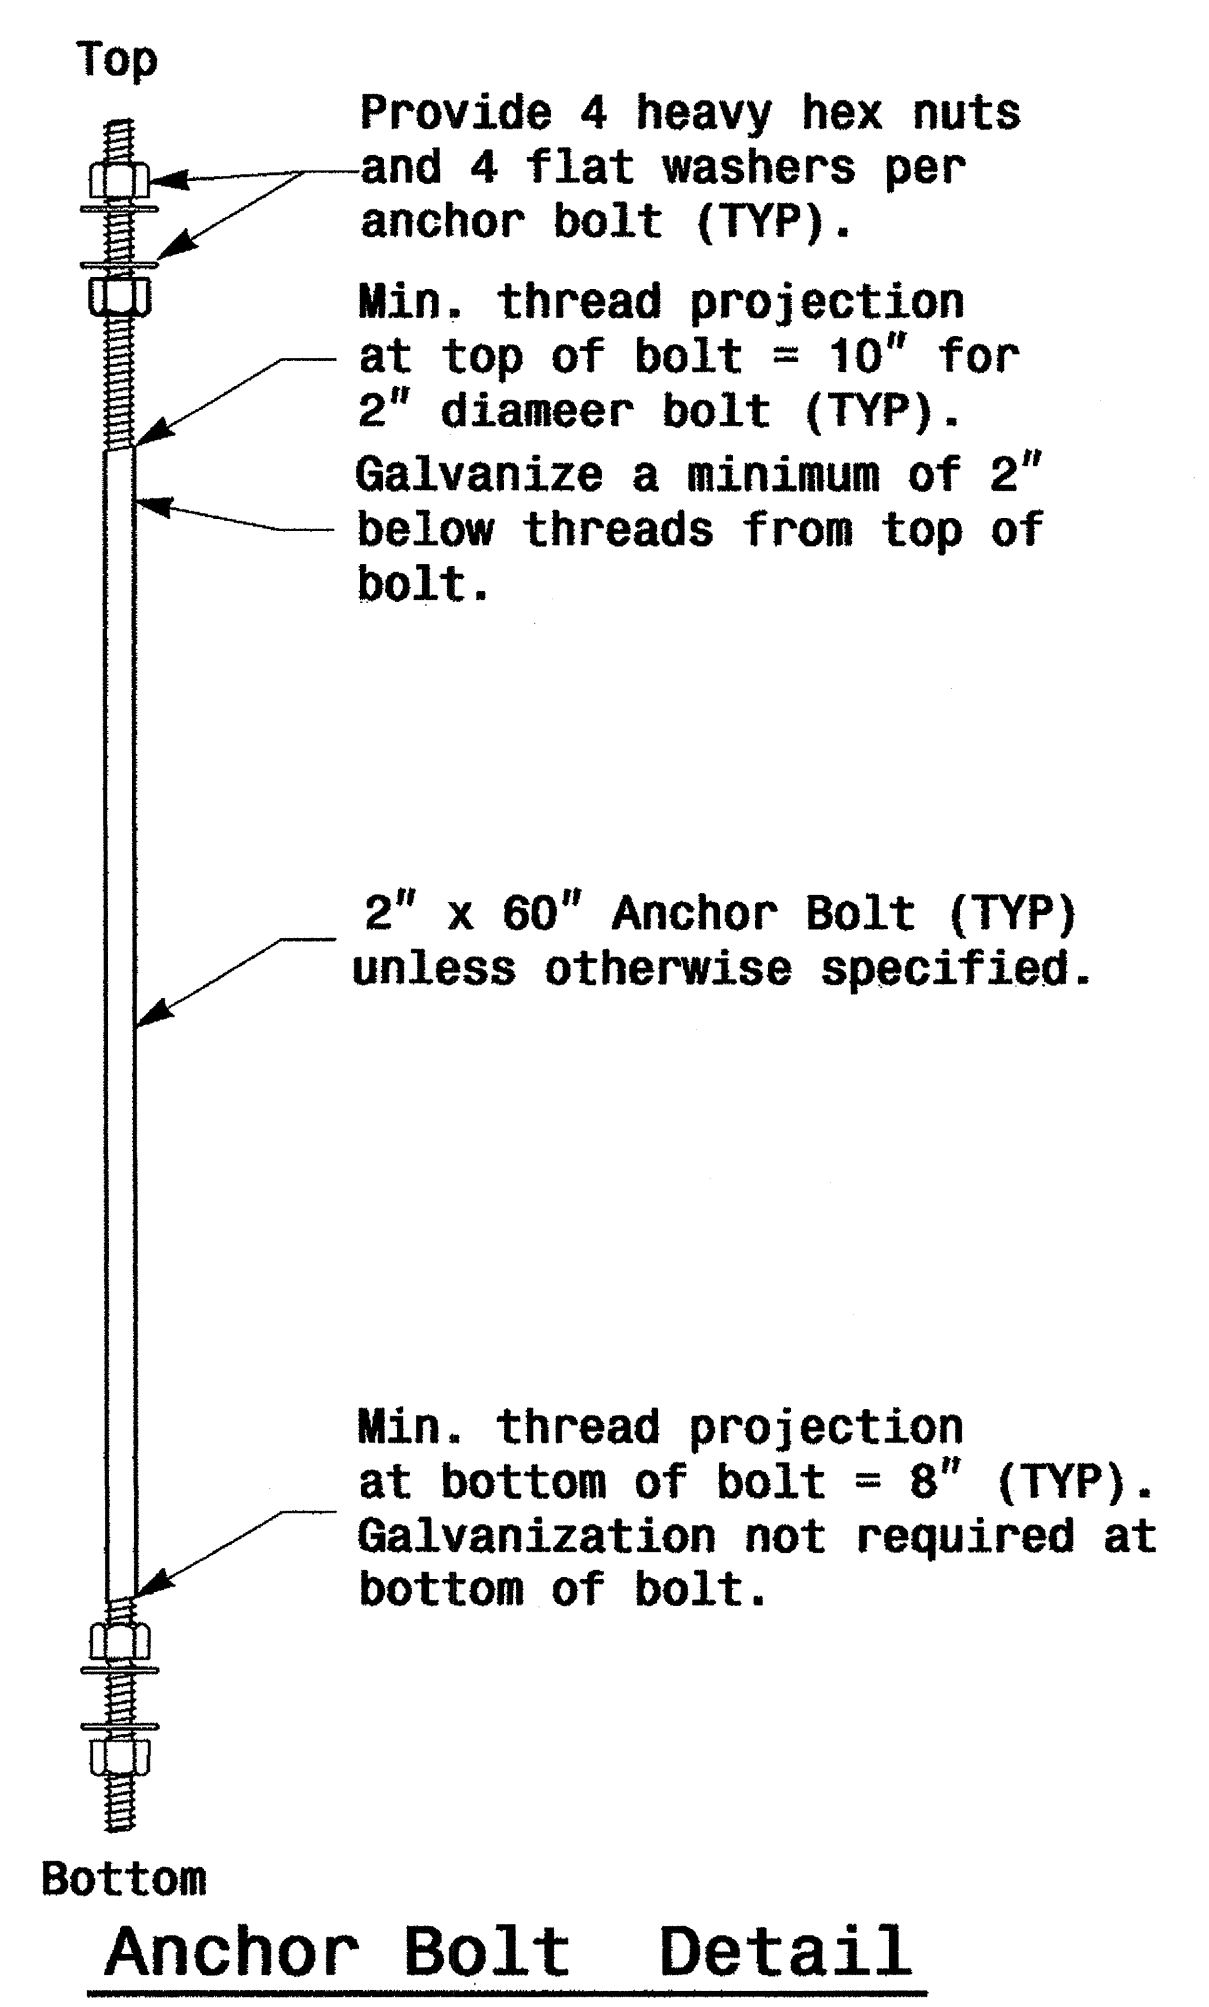 Top
Provide 4 heavy hex nuts
and 4 flat washers per
anchor bolt (TYP).
Min. thread projection
at top of bolt = 10" for
2" diameer bolt (TYP).
Galvanize a minimum of 2"
below threads from top of
bolt.
2" x 60" Anchor Bolt (TYP)
unless otherwise specified.
Min. thread projection
at bottom of bolt = 8" (TYP).
Galvanization not required at
bottom of bolt.
Bottom
Anchor Bolt Detail